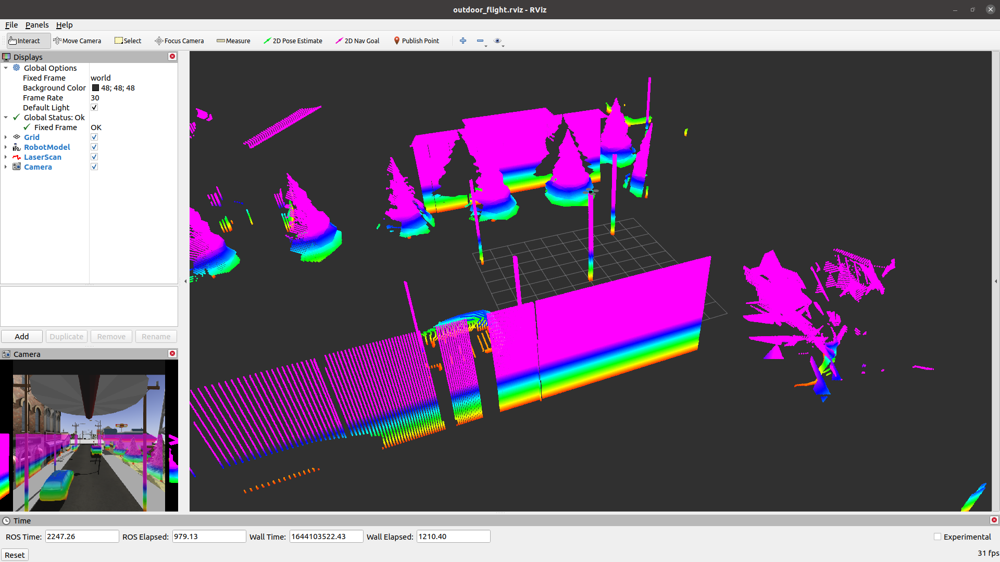 outdoor_flight.rviz - RViz
File Panels Help
Interact Move Camera Select Focus Camera Measure 2D Pose Estimate 2D Nav Goal Publish Point
Displays
Global Options
Fixed Frame world
Background Color 48; 48; 48
Frame Rate 30
Default Light
Global Status: Ok
Fixed Frame OK
Grid
RobotModel
LaserScan
Camera
Add Duplicate Remove Rename
Camera
Time
ROS Time: 2247.26 ROS Elapsed: 979.13 Wall Time: 1644103522.43 Wall Elapsed: 1210.40 Experimental
Reset 31 fps